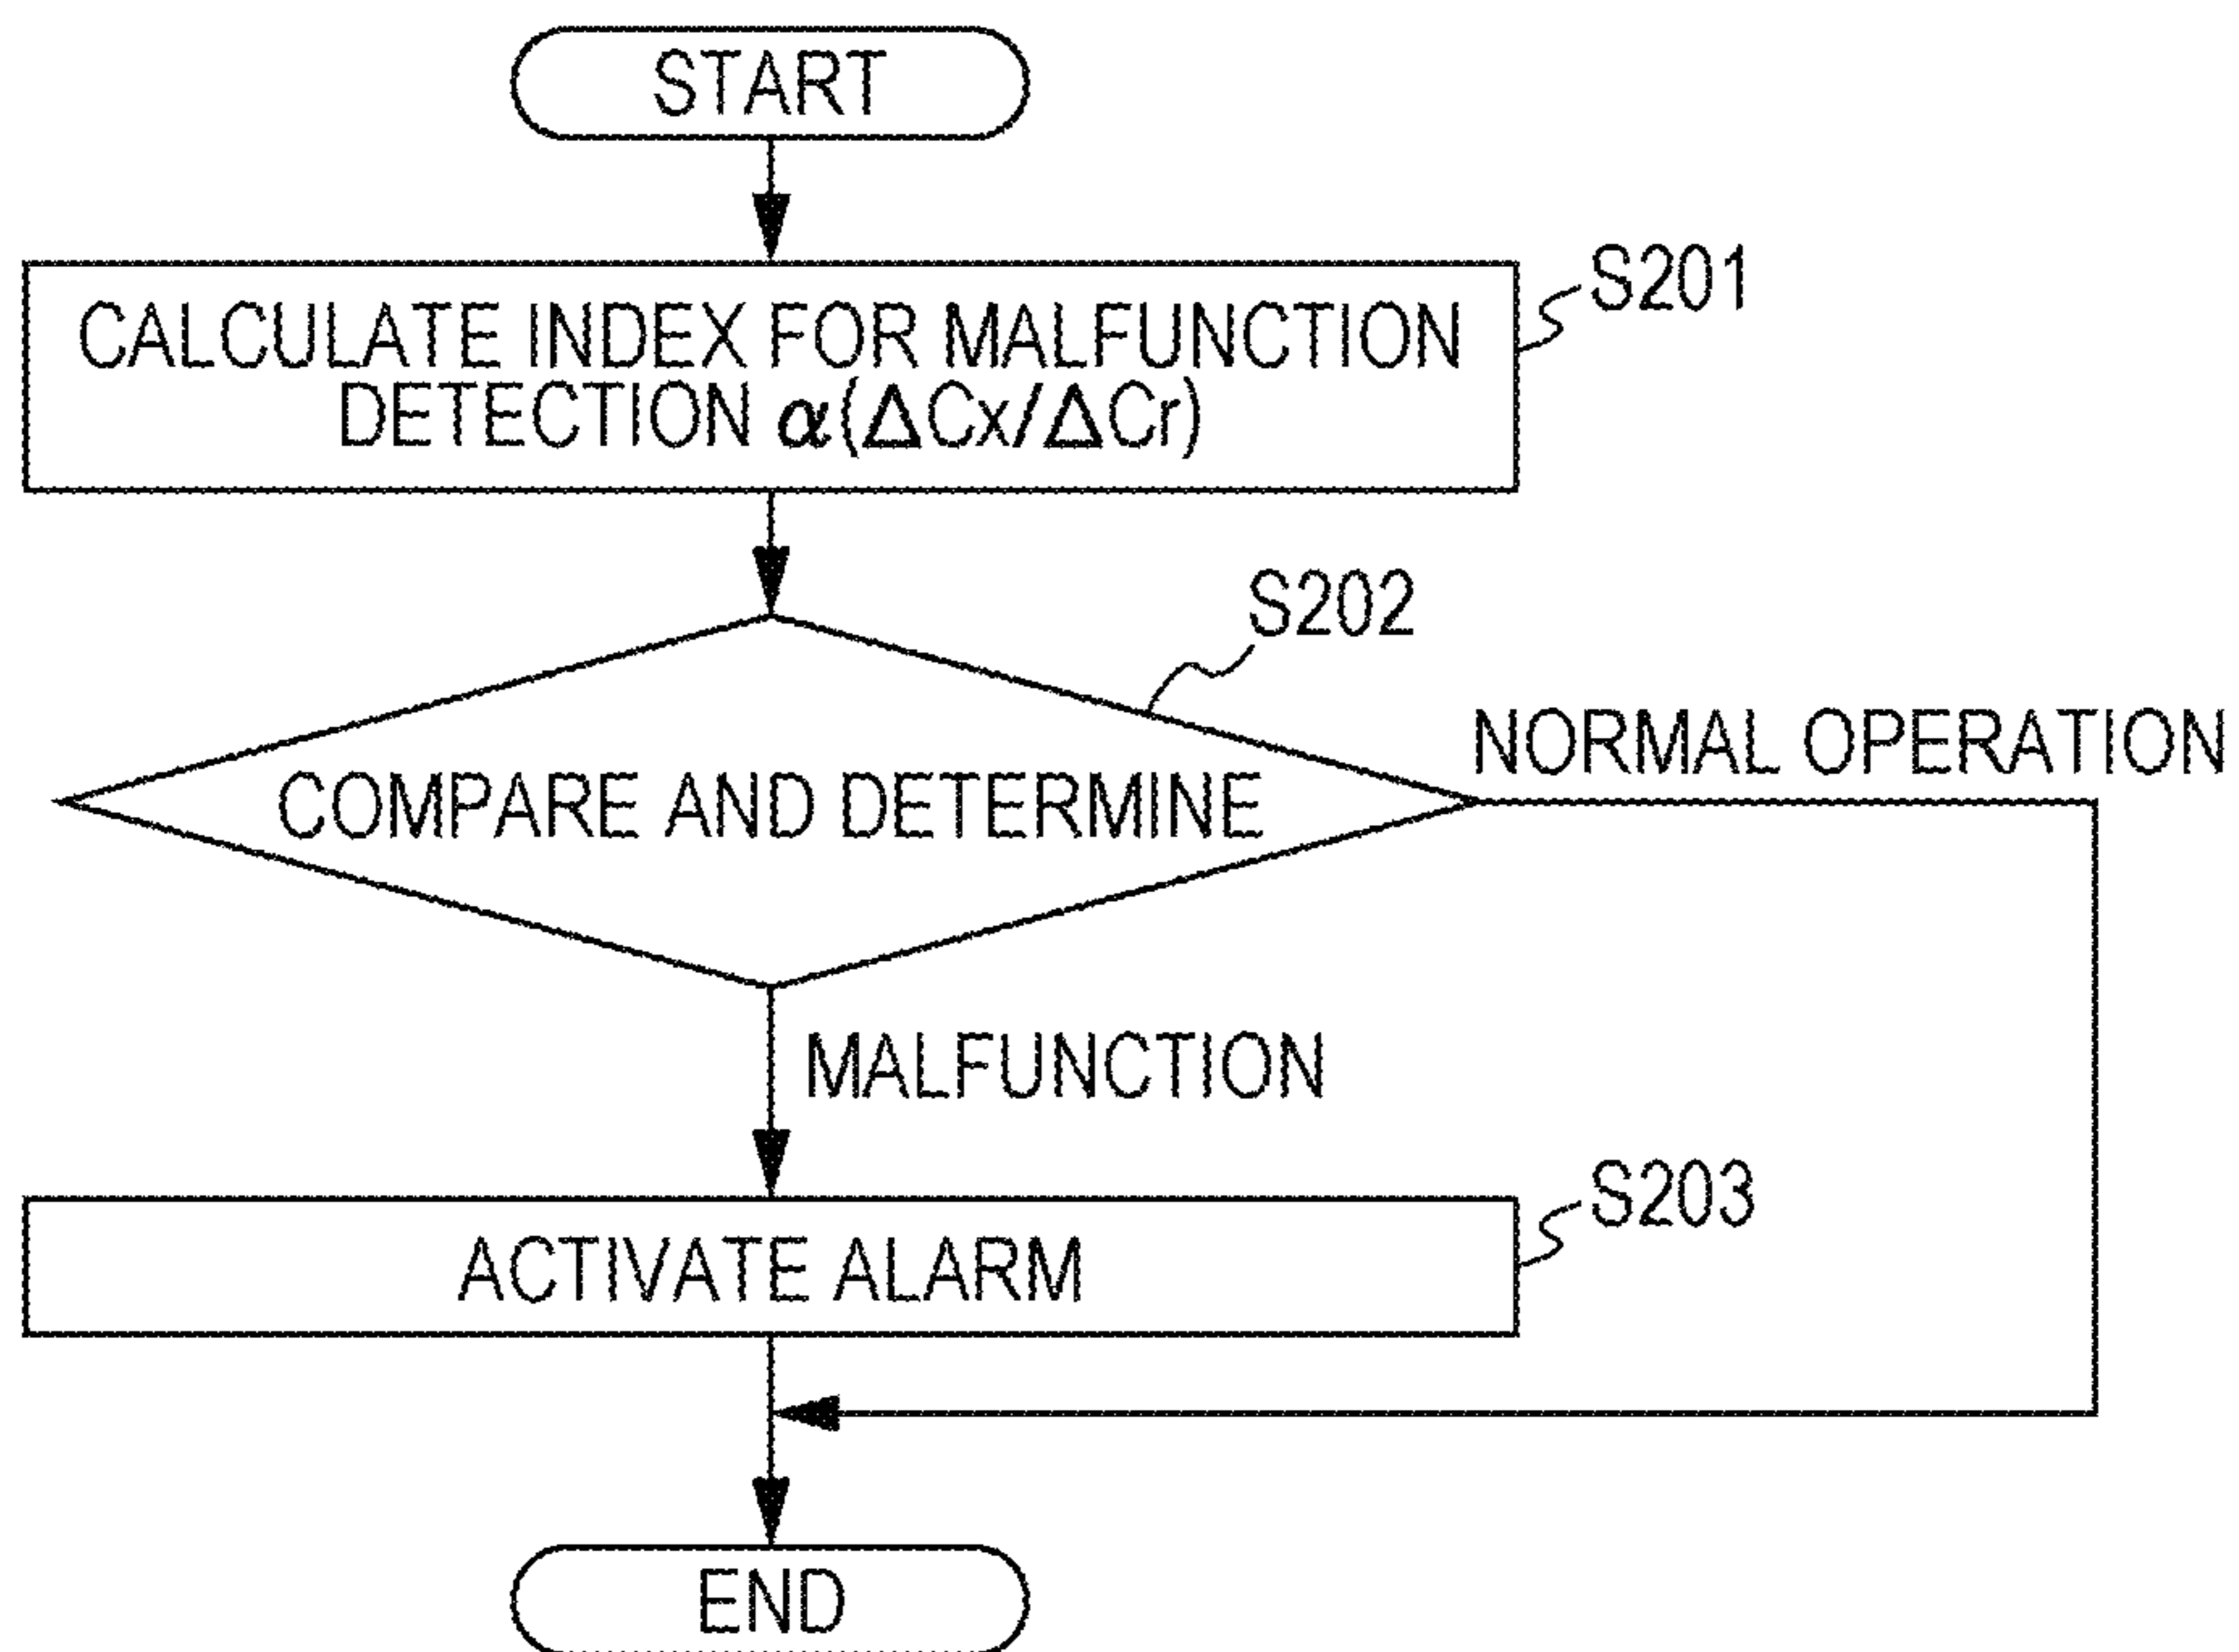 START
S201
CALCULATE INDEX FOR MALFUNCTION
DETECTION α(ΔCx/ΔCr)
S202
NORMAL OPERATION
COMPARE AND DETERMINE
MALFUNCTION
S203
ACTIVATE ALARM
END